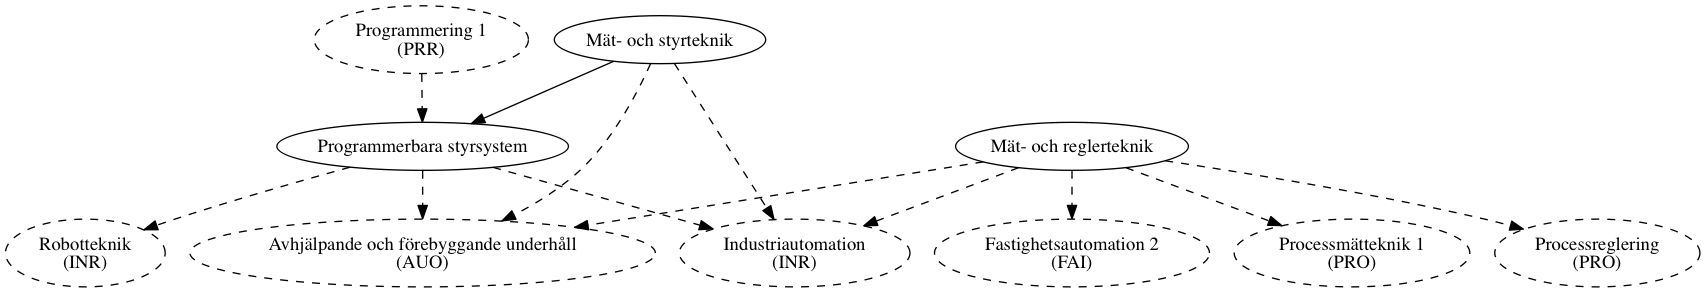 Programmering 1
(PRR)
Mät- och styrteknik
Programmerbara styrsystem
Mät- och reglerteknik
Robotteknik
(INR)
Avhjälpande och förebyggande underhåll
(AUO)
Industriautomation
(INR)
Fastighetsautomation 2
(FAI)
Processmätteknik 1
(PRO)
Processreglering
(PRO)